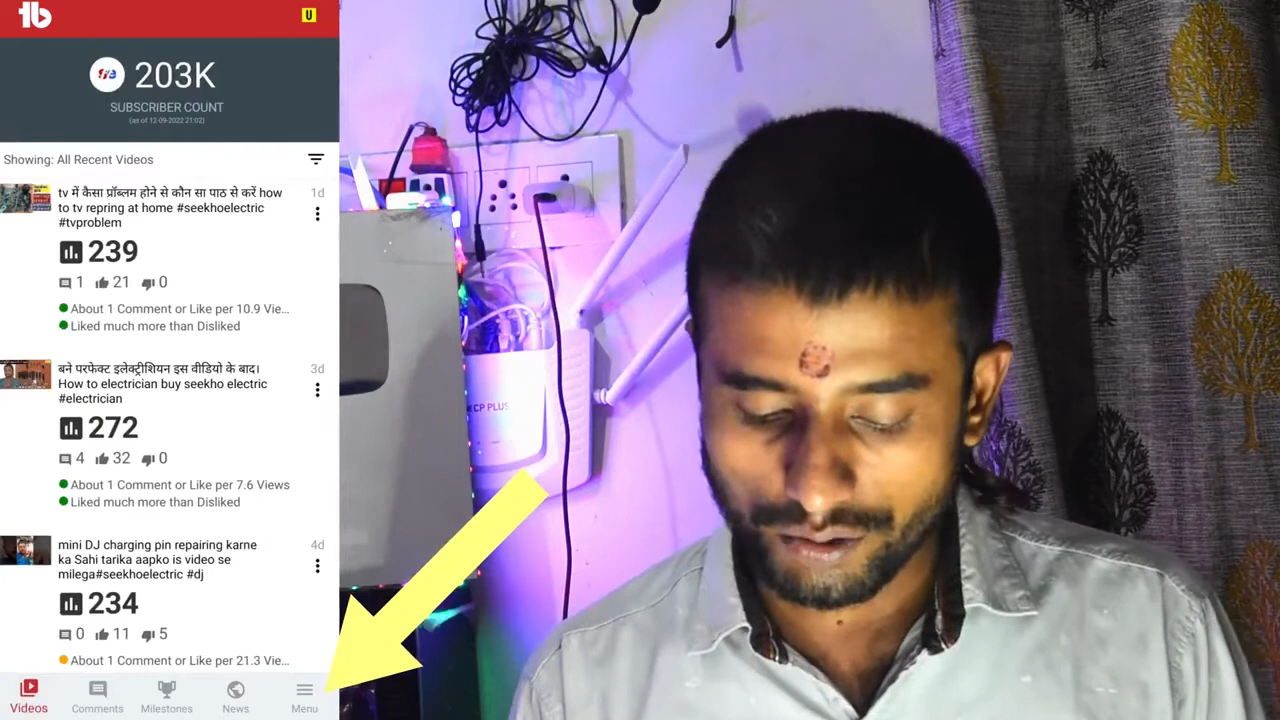 tb
U
203K
SUBSCRIBER COUNT
(as of 12-09-2022 21:02)
Showing: All Recent Videos
tv में कैसा प्रॉब्लम होने से कौन सा पाठ से करें how
to tv repring at home #seekhoelectric
#tvproblem
1d
239
1 21 0
About 1 Comment or Like per 10.9 Vie...
Liked much more than Disliked
बने परफेक्ट इलेक्ट्रीशियन इस वीडियो के बाद।
How to electrician buy seekho electric
#electrician
3d
272
4 32 0
About 1 Comment or Like per 7.6 Views
Liked much more than Disliked
mini DJ charging pin repairing karne
ka Sahi tarika aapko is video se
milega#seekhoelectric #dj
4d
234
0 11 5
About 1 Comment or Like per 21.3 Vie...
Videos Comments Milestones News Menu
CP PLUS